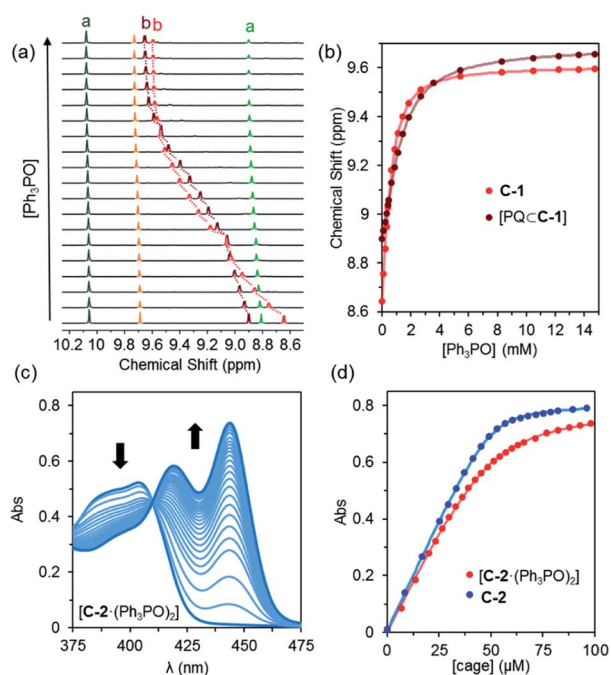 (a)
a
b
b
a
[Ph₃PO]
10.2 10 9.8 9.6 9.4 9.2 9.0 8.8 8.6
Chemical Shift (ppm)
(b)
Chemical Shift (ppm)
9.6
9.4
9.2
9
8.8
8.6
C-1
[PQ⊂C-1]
0 2 4 6 8 10 12 14
[Ph₃PO] (mM)
(c)
Abs
0.8
0.6
0.4
0.2
0
[C-2·(Ph₃PO)₂]
375 400 425 450 475
λ (nm)
(d)
Abs
0.8
0.6
0.4
0.2
0
[C-2·(Ph₃PO)₂]
C-2
0 25 50 75 100
[cage] (μM)